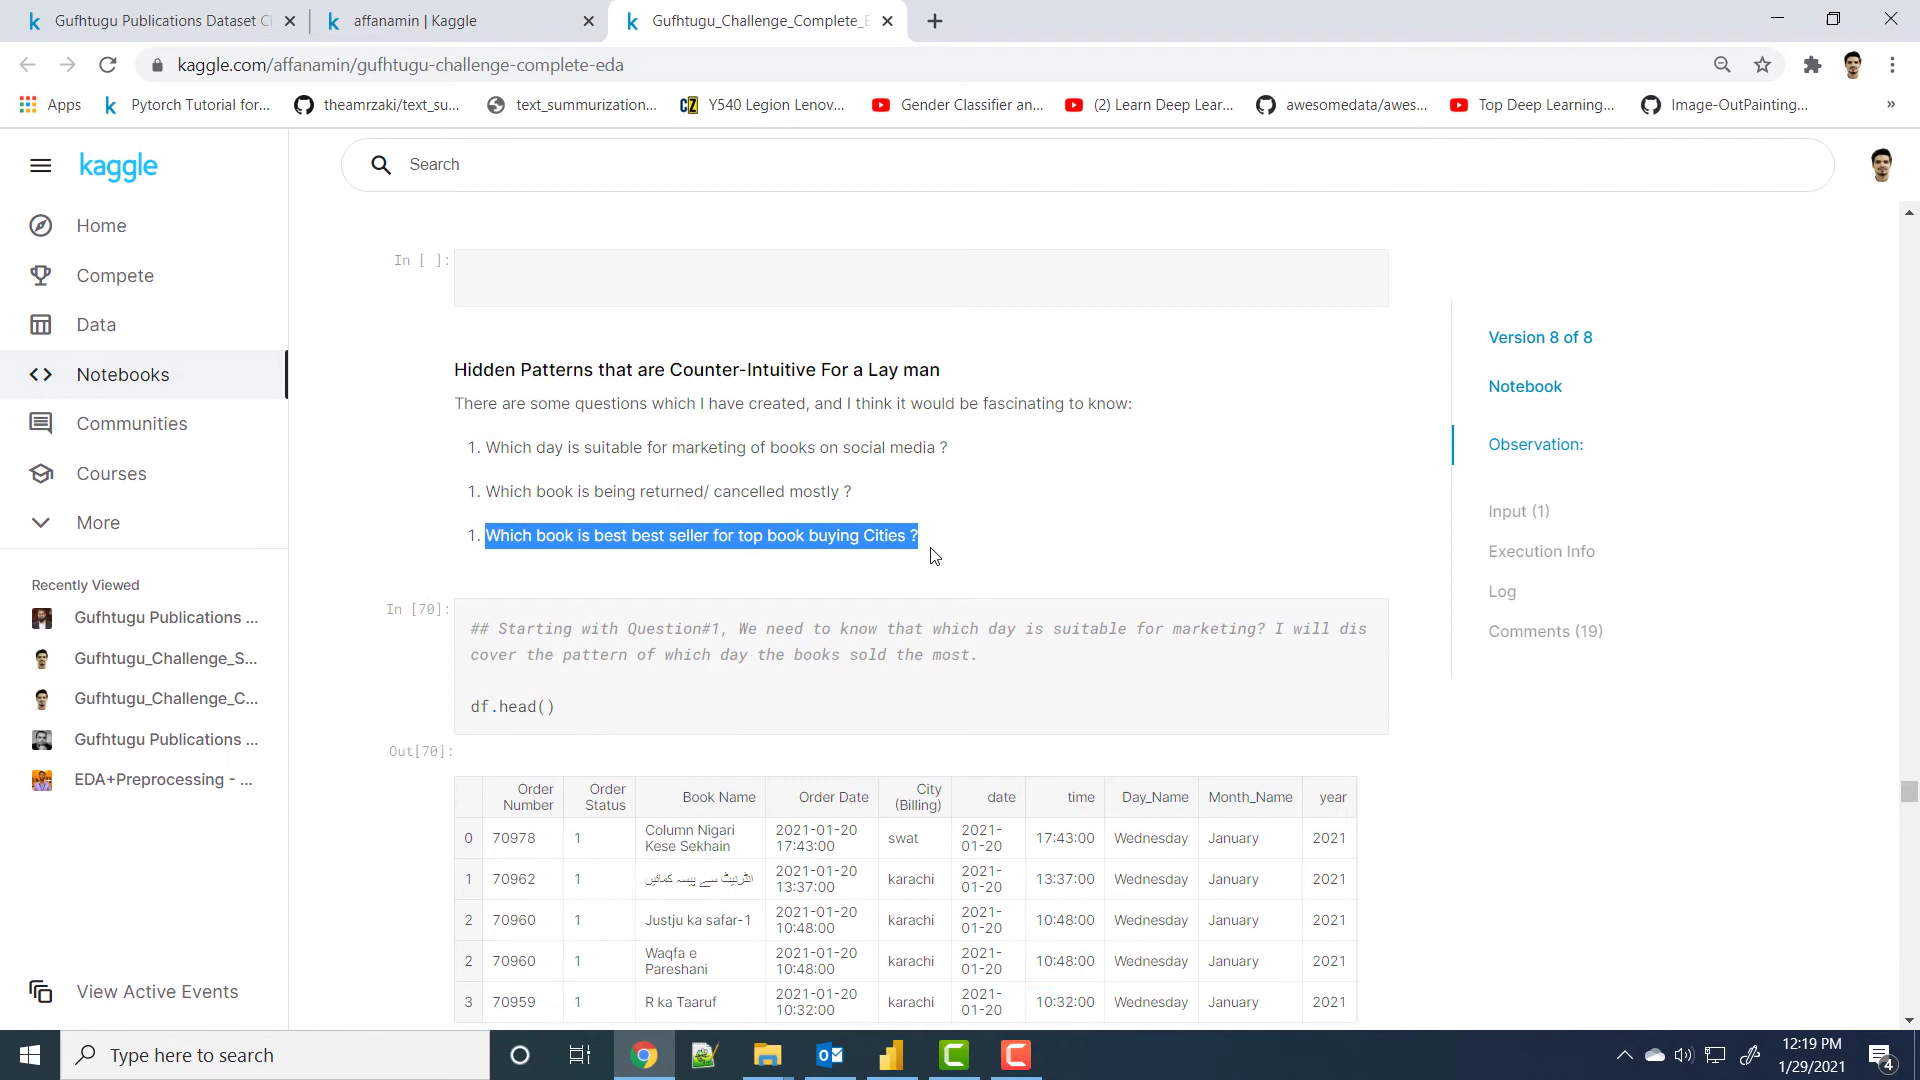 Gufhtugu Publications Dataset C
affanamin | Kaggle
Gufhtugu_Challenge_Complete_E
kaggle.com/affanamin/gufhtugu-challenge-complete-eda
Apps
Pytorch Tutorial for...
theamrzaki/text_su...
text_summurization...
CZ
Y540 Legion Lenov...
Gender Classifier an...
(2) Learn Deep Lear...
awesomedata/awes...
Top Deep Learning...
Image-OutPainting...
»
kaggle
Search
Home
Compete
Data
Notebooks
Communities
Courses
More
Recently Viewed
Gufhtugu Publications ...
Gufhtugu_Challenge_S...
Gufhtugu_Challenge_C...
Gufhtugu Publications ...
EDA+Preprocessing - ...
View Active Events
In [ ]:
Hidden Patterns that are Counter-Intuitive For a Lay man
There are some questions which I have created, and I think it would be fascinating to know:
1. Which day is suitable for marketing of books on social media ?
1. Which book is being returned/ cancelled mostly ?
1. Which book is best best seller for top book buying Cities ?
In [70]:
## Starting with Question#1, We need to know that which day is suitable for marketing? I will dis
cover the pattern of which day the books sold the most.
df.head()
Out[70]:
Order Number Order Status Book Name Order Date City (Billing) date time Day_Name Month_Name year
0 70978 1 Column Nigari Kese Sekhain 2021-01-20 17:43:00 swat 2021-01-20 17:43:00 Wednesday January 2021
1 70962 1 انٹرنیٹ سے پیسہ کمائیں 2021-01-20 13:37:00 karachi 2021-01-20 13:37:00 Wednesday January 2021
2 70960 1 Justju ka safar-1 2021-01-20 10:48:00 karachi 2021-01-20 10:48:00 Wednesday January 2021
2 70960 1 Waqfa e Pareshani 2021-01-20 10:48:00 karachi 2021-01-20 10:48:00 Wednesday January 2021
3 70959 1 R ka Taaruf 2021-01-20 10:32:00 karachi 2021-01-20 10:32:00 Wednesday January 2021
Version 8 of 8
Notebook
Observation:
Input (1)
Execution Info
Log
Comments (19)
Type here to search
12:19 PM
1/29/2021
4